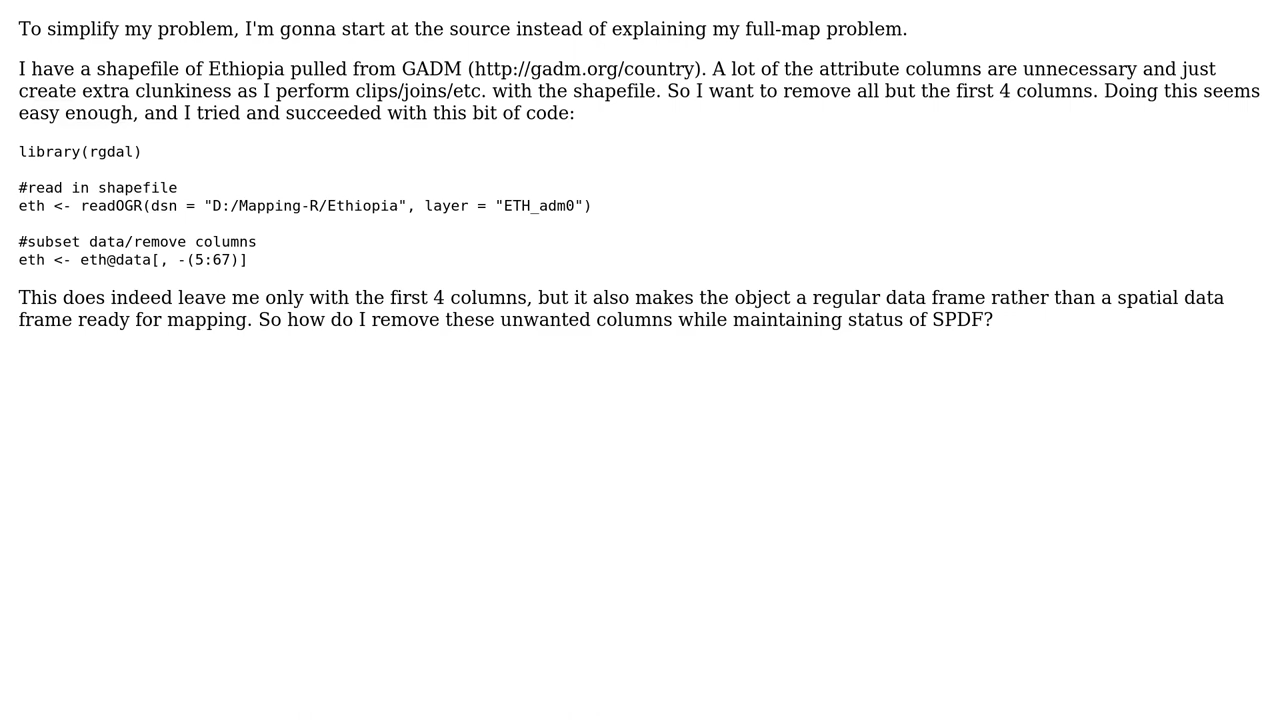 To simplify my problem, I'm gonna start at the source instead of explaining my full-map problem.
I have a shapefile of Ethiopia pulled from GADM (http://gadm.org/country). A lot of the attribute columns are unnecessary and just
create extra clunkiness as I perform clips/joins/etc. with the shapefile. So I want to remove all but the first 4 columns. Doing this seems
easy enough, and I tried and succeeded with this bit of code:
library(rgdal)
#read in shapefile
eth <- readOGR(dsn = "D:/Mapping-R/Ethiopia", layer = "ETH_adm0")
#subset data/remove columns
eth <- eth@data[, -(5:67)]
This does indeed leave me only with the first 4 columns, but it also makes the object a regular data frame rather than a spatial data
frame ready for mapping. So how do I remove these unwanted columns while maintaining status of SPDF?